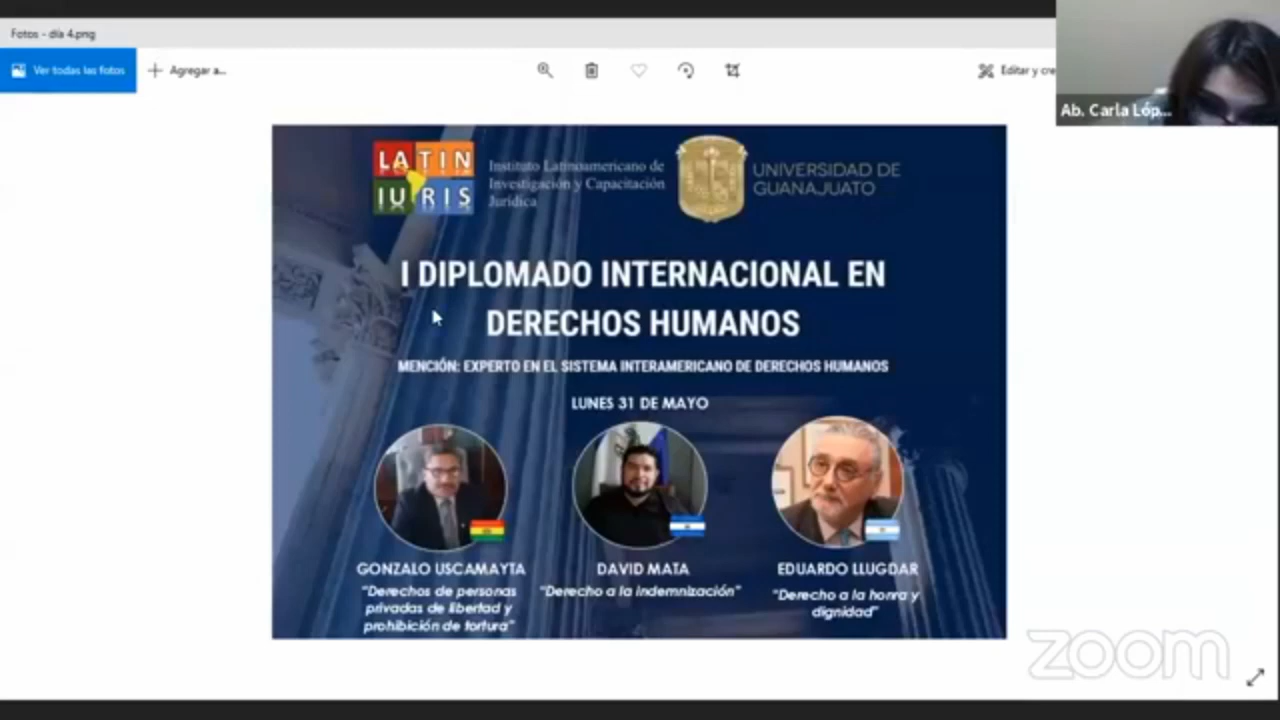 Fotos - día 4.png
Ver todas las fotos
Agregar a...
Editar y cre
Ab. Carla Lóp...
LATIN
IURIS
Instituto Latinoamericano de
Investigación y Capacitación
Jurídica
UNIVERSIDAD DE
GUANAJUATO
I DIPLOMADO INTERNACIONAL EN
DERECHOS HUMANOS
MENCIÓN: EXPERTO EN EL SISTEMA INTERAMERICANO DE DERECHOS HUMANOS
LUNES 31 DE MAYO
GONZALO USCAMAYTA
"Derechos de personas
privadas de libertad y
prohibición de tortura"
DAVID MATA
"Derecho a la indemnización"
EDUARDO LLUGDAR
"Derecho a la honra y
dignidad"
zoom